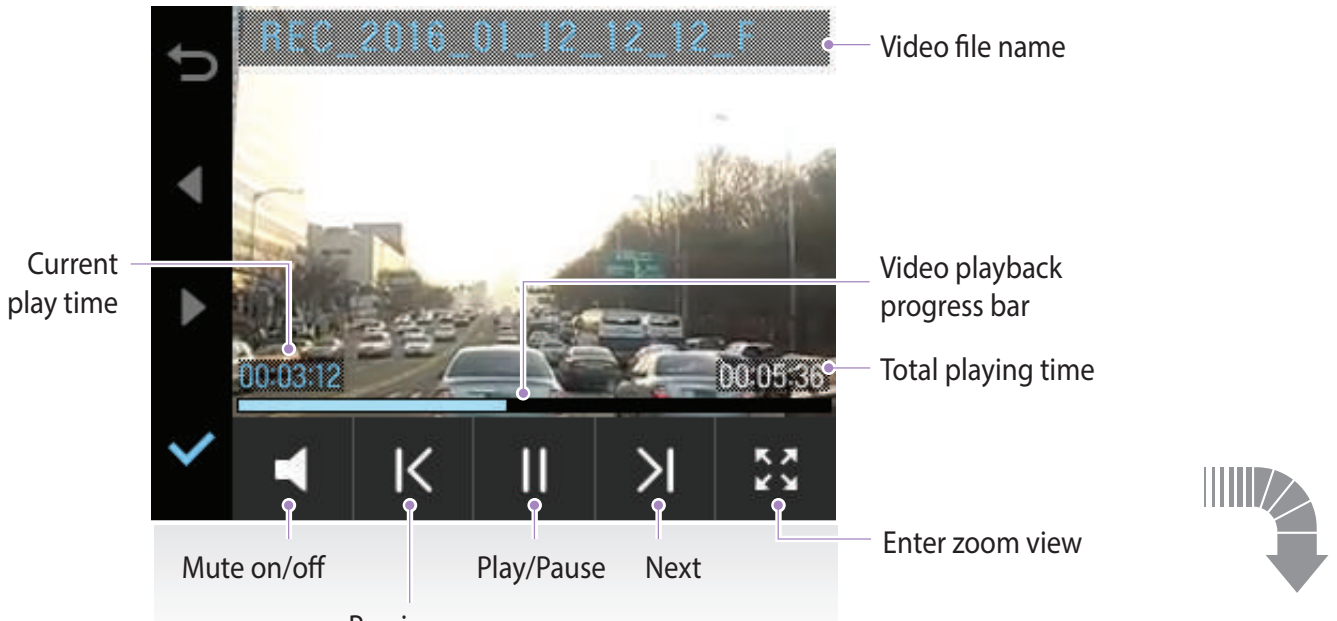 REC_2016_01_12_12_12_F
Video file name
Current
play time
Video playback
progress bar
00:03:12
00:05:36
Total playing time
Enter zoom view
Mute on/off
Play/Pause
Next